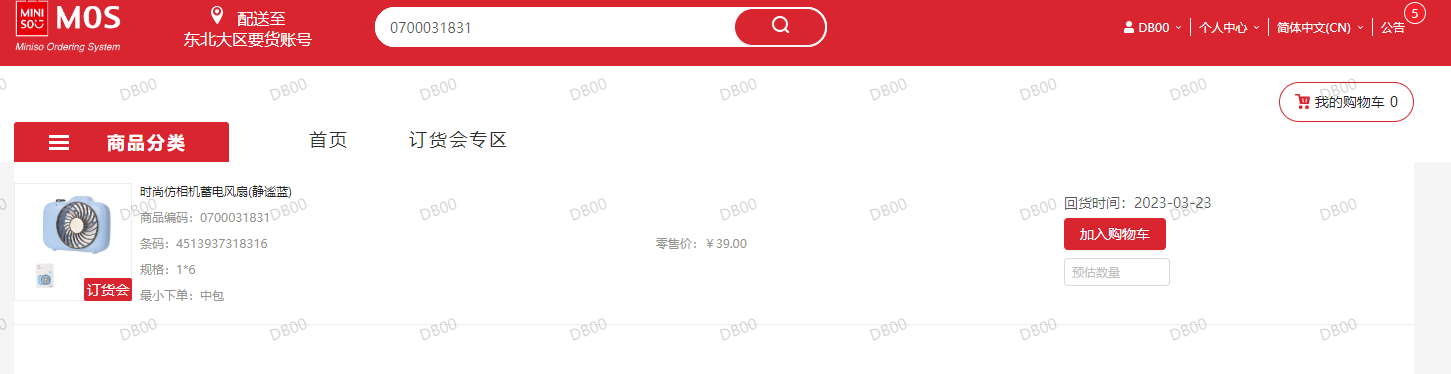 MINI
SO
MOS
Miniso Ordering System
配送至
东北大区要货账号
0700031831
DB00
个人中心
简体中文(CN)
公告
5
我的购物车 0
商品分类
首页
订货会专区
时尚仿相机蓄电风扇(静谧蓝)
商品编码：0700031831
条码：4513937318316
规格：1*6
最小下单：中包
订货会
零售价：￥39.00
回货时间：2023-03-23
加入购物车
预估数量
DB00 DB00 DB00 DB00 DB00 DB00 DB00 DB00 DB00
DB00 DB00 DB00 DB00 DB00 DB00 DB00 DB00 DB00
DB00 DB00 DB00 DB00 DB00 DB00 DB00 DB00 DB00